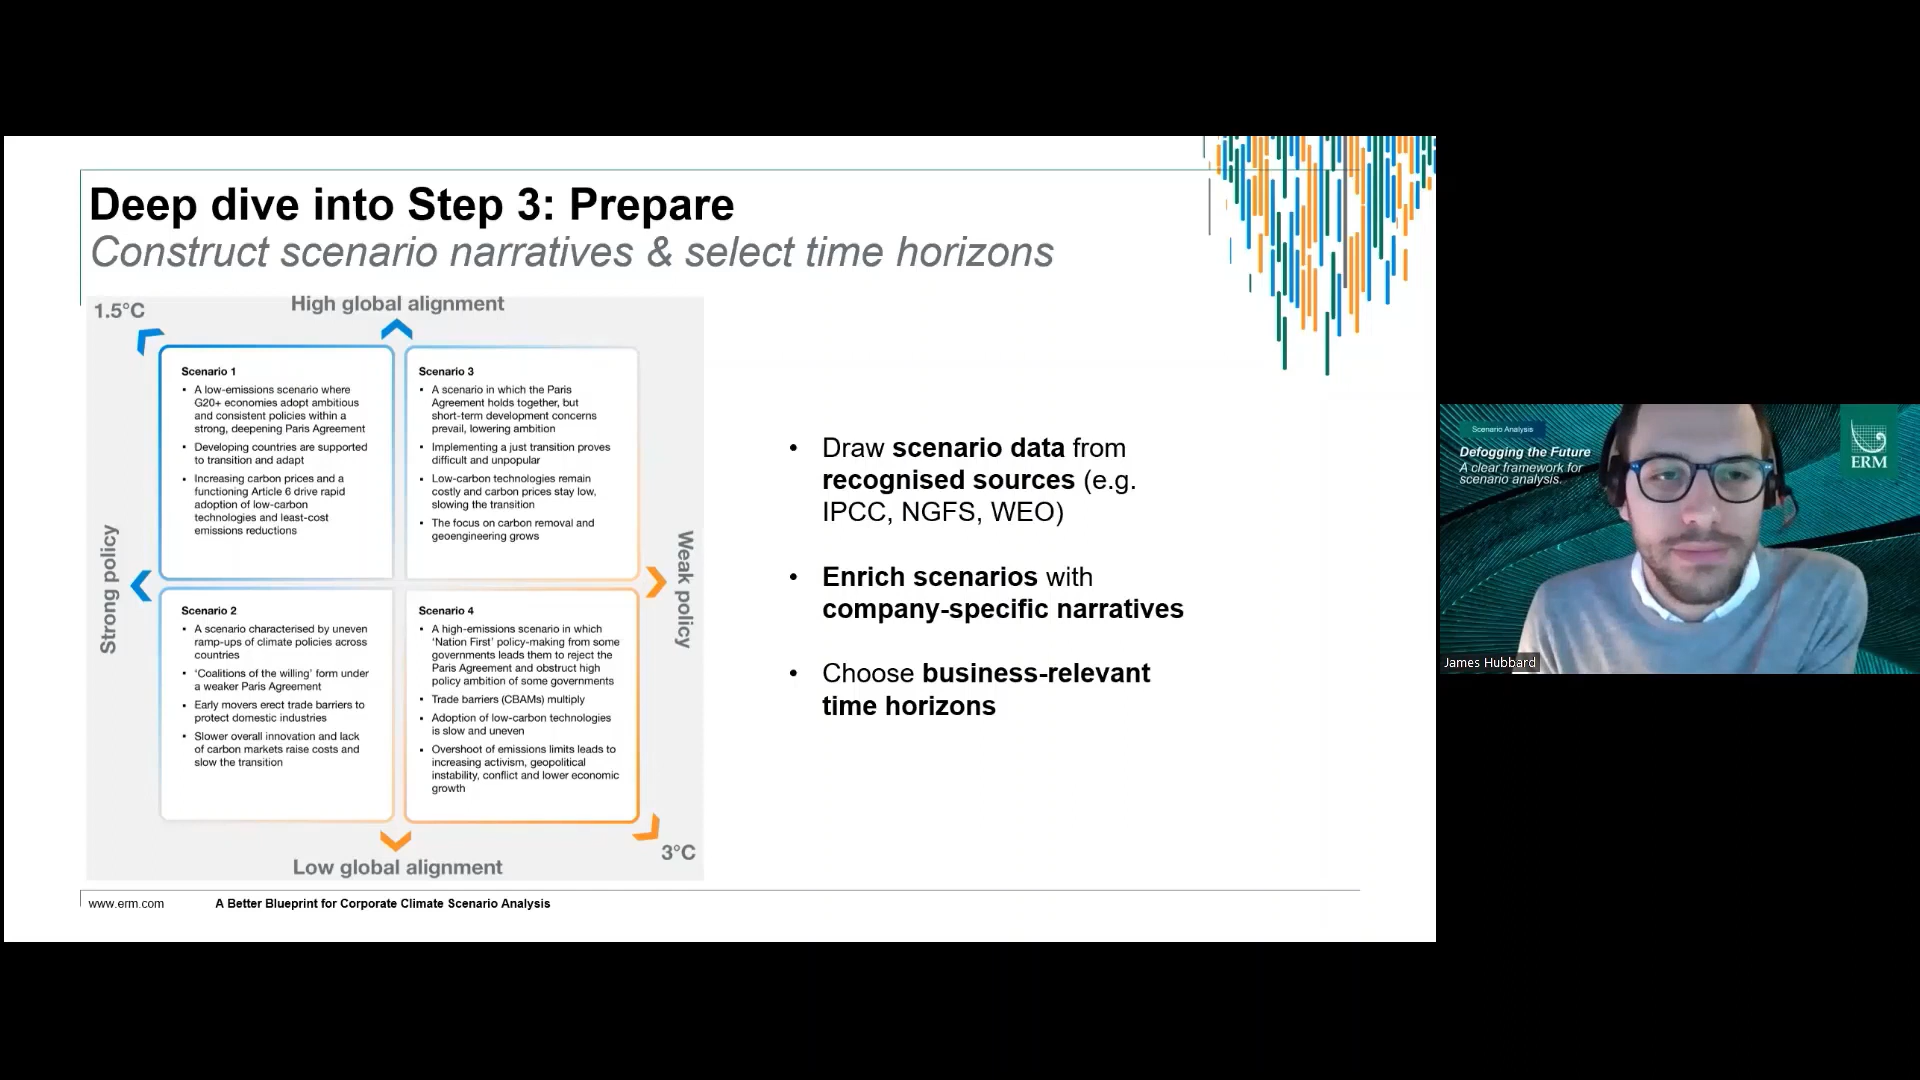 Deep dive into Step 3: Prepare
Construct scenario narratives & select time horizons
1.5°C
High global alignment
Strong policy
Weak policy
Scenario 1
• A low-emissions scenario where
G20+ economies adopt ambitious
and consistent policies within a
strong, deepening Paris Agreement
• Developing countries are supported
to transition and adapt
• Increasing carbon prices and a
functioning Article 6 drive rapid
adoption of low-carbon
technologies and least-cost
emissions reductions
Scenario 3
• A scenario in which the Paris
Agreement holds together, but
short-term development concerns
prevail, lowering ambition
• Implementing a just transition proves
difficult and unpopular
• Low-carbon technologies remain
costly and carbon prices stay low,
slowing the transition
• The focus on carbon removal and
geoengineering grows
Scenario 2
• A scenario characterised by uneven
ramp-ups of climate policies across
countries
• ‘Coalitions of the willing’ form under
a weaker Paris Agreement
• Early movers erect trade barriers to
protect domestic industries
• Slower overall innovation and lack
of carbon markets raise costs and
slow the transition
Scenario 4
• A high-emissions scenario in which
‘Nation First’ policy-making from some
governments leads them to reject the
Paris Agreement and obstruct high
policy ambition of some governments
• Trade barriers (CBAMs) multiply
• Adoption of low-carbon technologies
is slow and uneven
• Overshoot of emissions limits leads to
increasing activism, geopolitical
instability, conflict and lower economic
growth
3°C
Low global alignment
• Draw scenario data from
recognised sources (e.g.
IPCC, NGFS, WEO)
• Enrich scenarios with
company-specific narratives
• Choose business-relevant
time horizons
www.erm.com
A Better Blueprint for Corporate Climate Scenario Analysis
Scenario Analysis
Defogging the Future
A clear framework for
scenario analysis.
ERM
James Hubbard